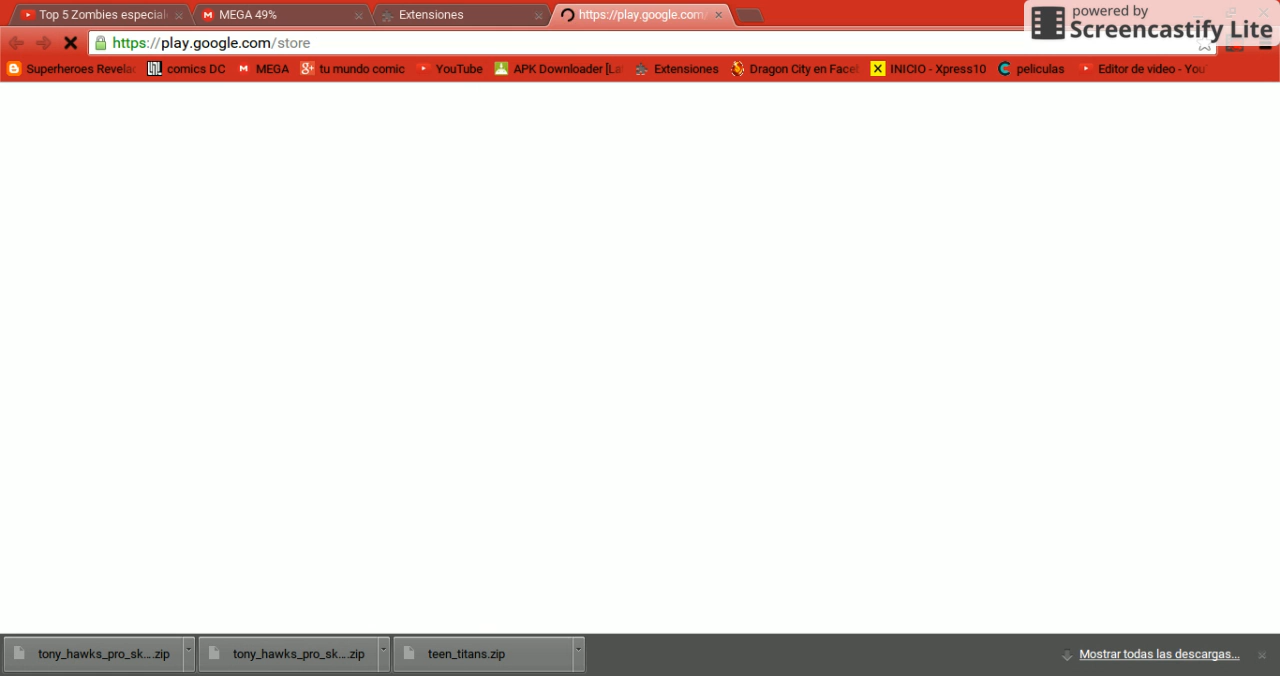 Top 5 Zombies especial
MEGA 49%
Extensiones
https://play.google.com/
powered by
Screencastify Lite
https://play.google.com/store
Superheroes Revelac
comics DC
MEGA
tu mundo comic
YouTube
APK Downloader [La
Extensiones
Dragon City en Face
INICIO - Xpress10
peliculas
Editor de video - You
tony_hawks_pro_sk....zip
tony_hawks_pro_sk....zip
teen_titans.zip
Mostrar todas las descargas...